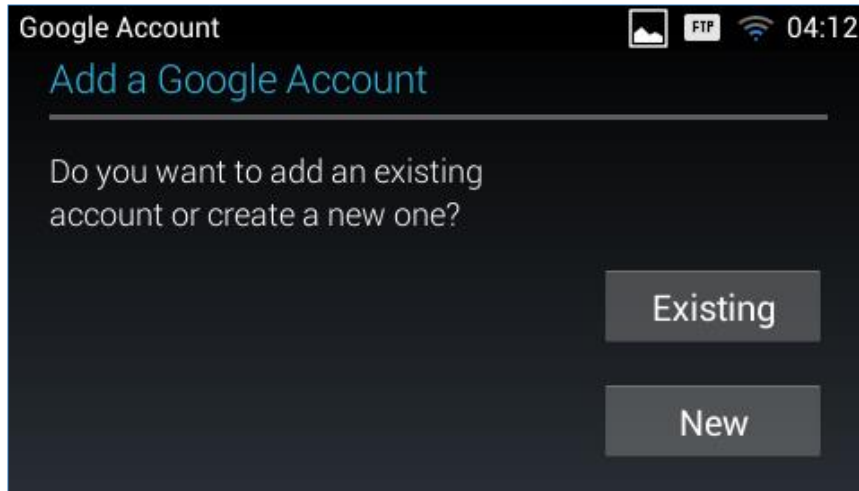 Google Account FTP 04:12
Add a Google Account
Do you want to add an existing
account or create a new one?
Existing
New